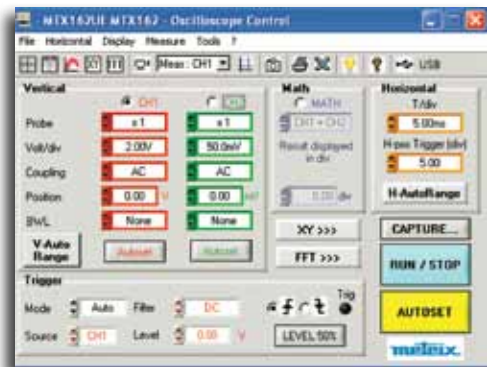 MTX162UE MTX162 - Oscilloscope Control
File Horizontal Display Measure Tools ?
Meas: CH1 USB
Vertical
CH1
Probe x1 x1
Volt/div 2.00V 50.0mV
Coupling AC AC
Position 0.00 V 0.00
BWL None None
V-Auto Range Autoset Autoset
Math
MATH
CH1 + CH2
Result displayed
in div
0.00 div
XY >>>
FFT >>>
Horizontal
T/div
5.00ms
H-pos Trigger (div)
5.00
H-AutoRange
CAPTURE...
RUN / STOP
AUTOSET
metrix
Trigger
Mode Auto Filter DC Trig
Source CH1 Level 0.00 V LEVEL 50%